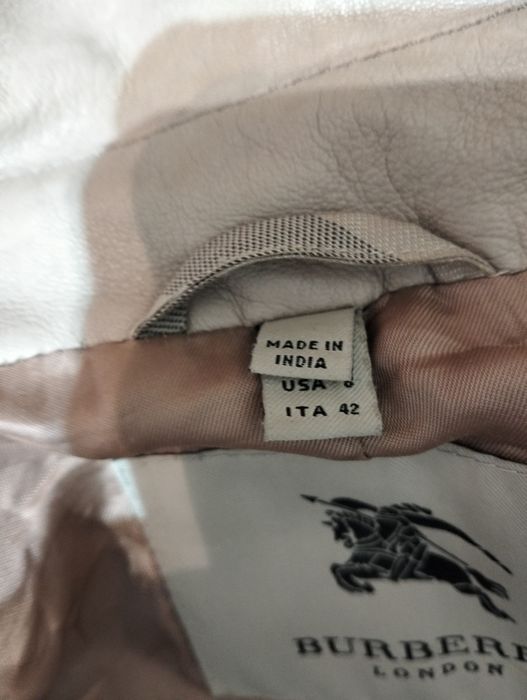 MADE IN
INDIA
USA
ITA 42
BURBERR
LONDON